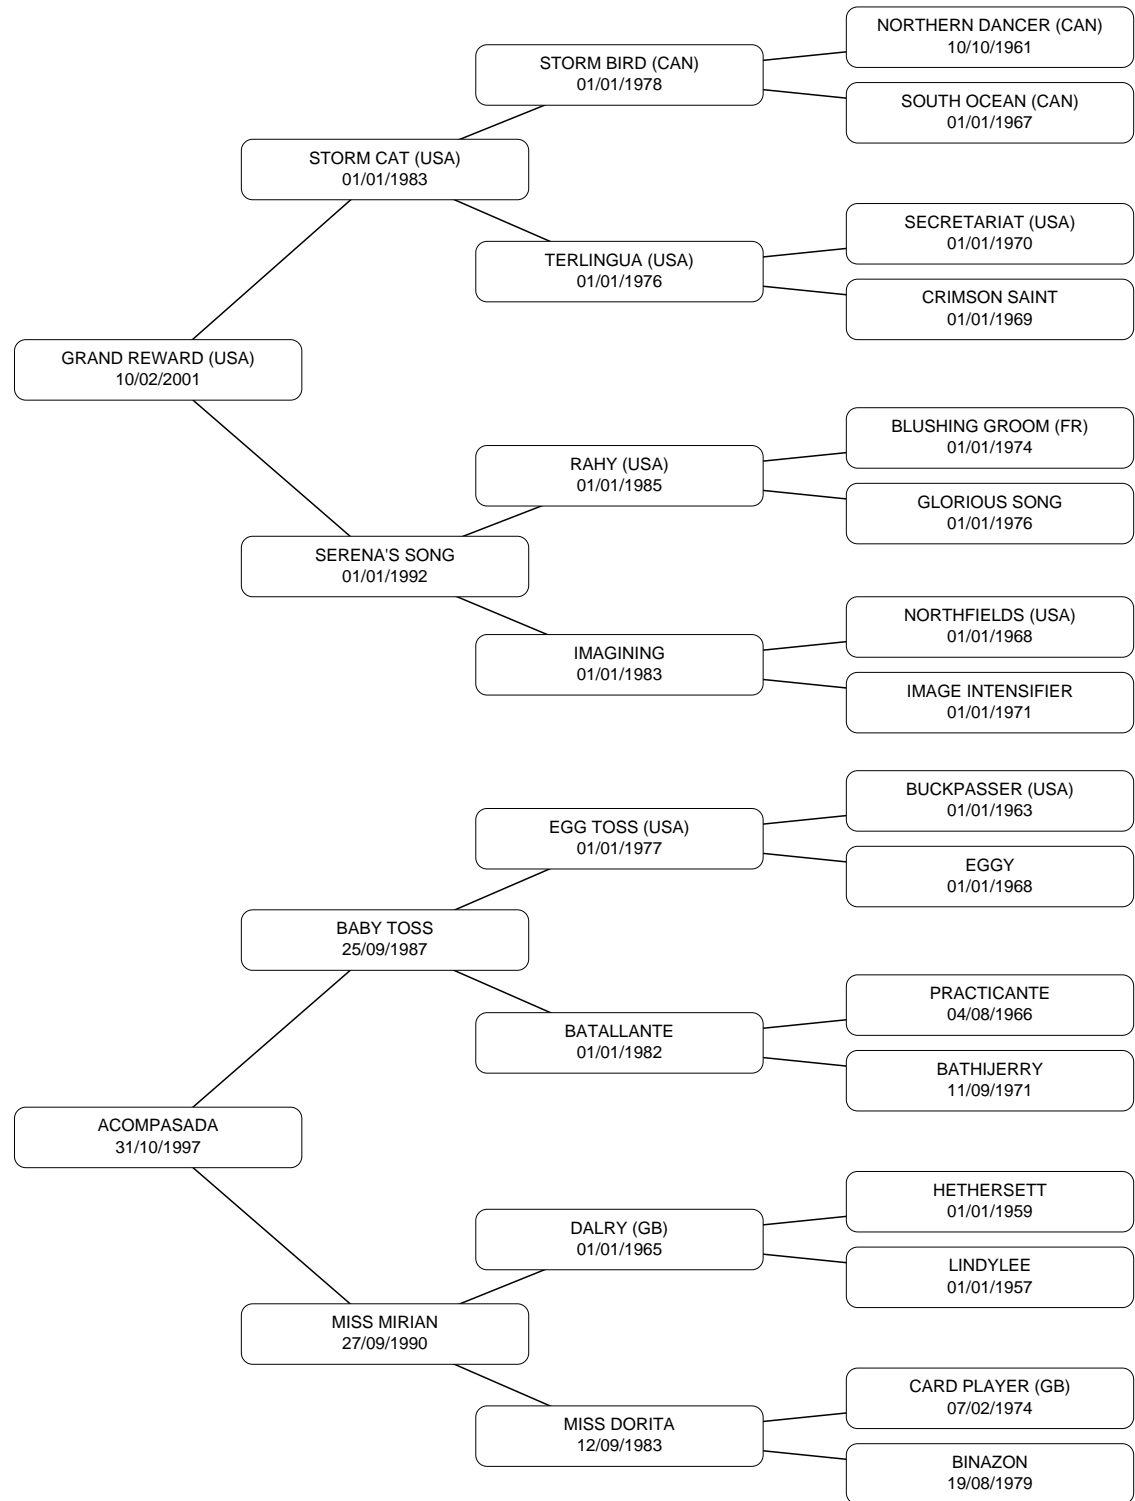 NORTHERN DANCER (CAN)
10/10/1961
STORM BIRD (CAN)
01/01/1978
SOUTH OCEAN (CAN)
01/01/1967
STORM CAT (USA)
01/01/1983
SECRETARIAT (USA)
01/01/1970
TERLINGUA (USA)
01/01/1976
CRIMSON SAINT
01/01/1969
GRAND REWARD (USA)
10/02/2001
BLUSHING GROOM (FR)
01/01/1974
RAHY (USA)
01/01/1985
GLORIOUS SONG
01/01/1976
SERENA'S SONG
01/01/1992
NORTHFIELDS (USA)
01/01/1968
IMAGINING
01/01/1983
IMAGE INTENSIFIER
01/01/1971
BUCKPASSER (USA)
01/01/1963
EGG TOSS (USA)
01/01/1977
EGGY
01/01/1968
BABY TOSS
25/09/1987
PRACTICANTE
04/08/1966
BATALLANTE
01/01/1982
BATHIJERRY
11/09/1971
ACOMPASADA
31/10/1997
HETHERSETT
01/01/1959
DALRY (GB)
01/01/1965
LINDYLEE
01/01/1957
MISS MIRIAN
27/09/1990
CARD PLAYER (GB)
07/02/1974
MISS DORITA
12/09/1983
BINAZON
19/08/1979